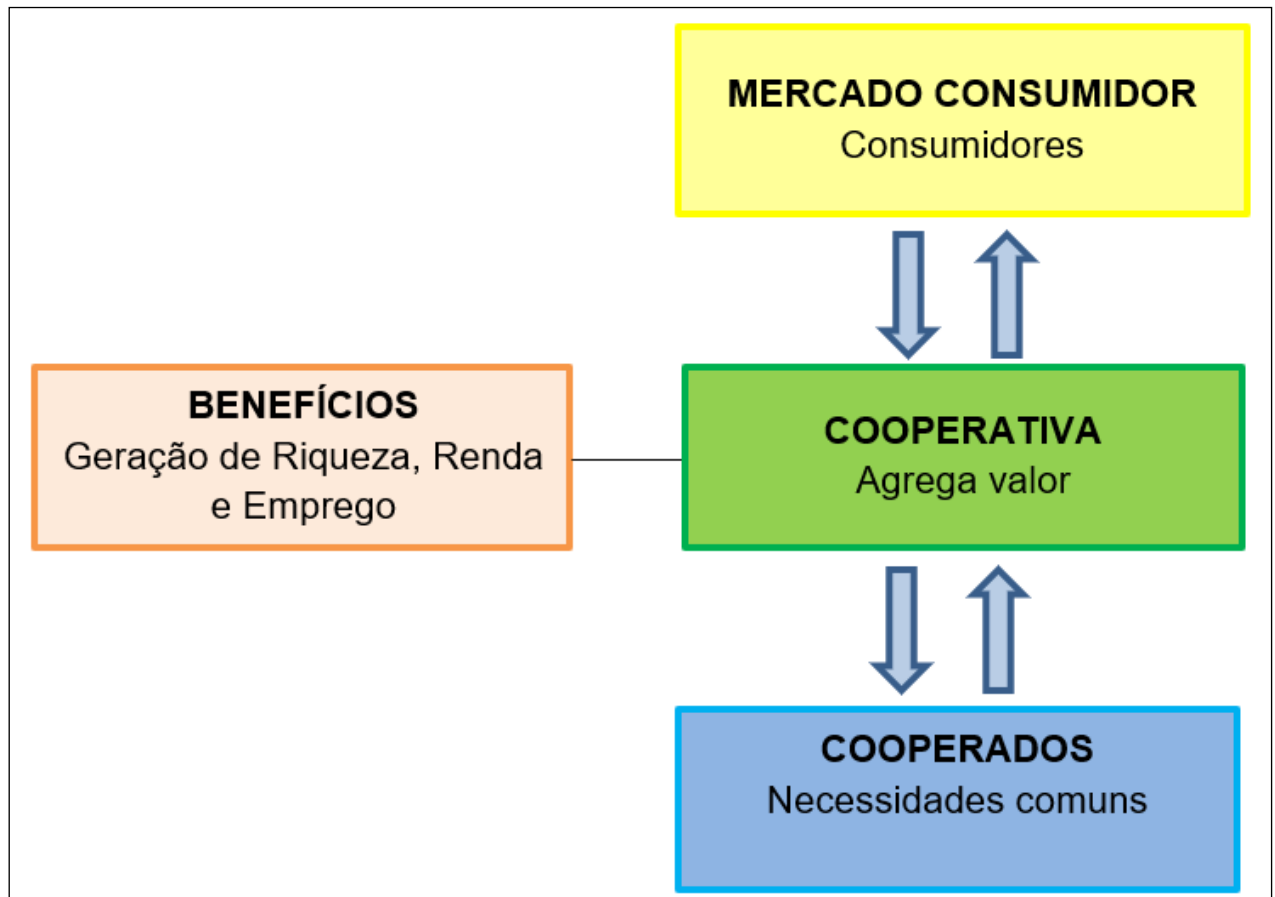 MERCADO CONSUMIDOR
Consumidores
BENEFÍCIOS
Geração de Riqueza, Renda
e Emprego
COOPERATIVA
Agrega valor
COOPERADOS
Necessidades comuns